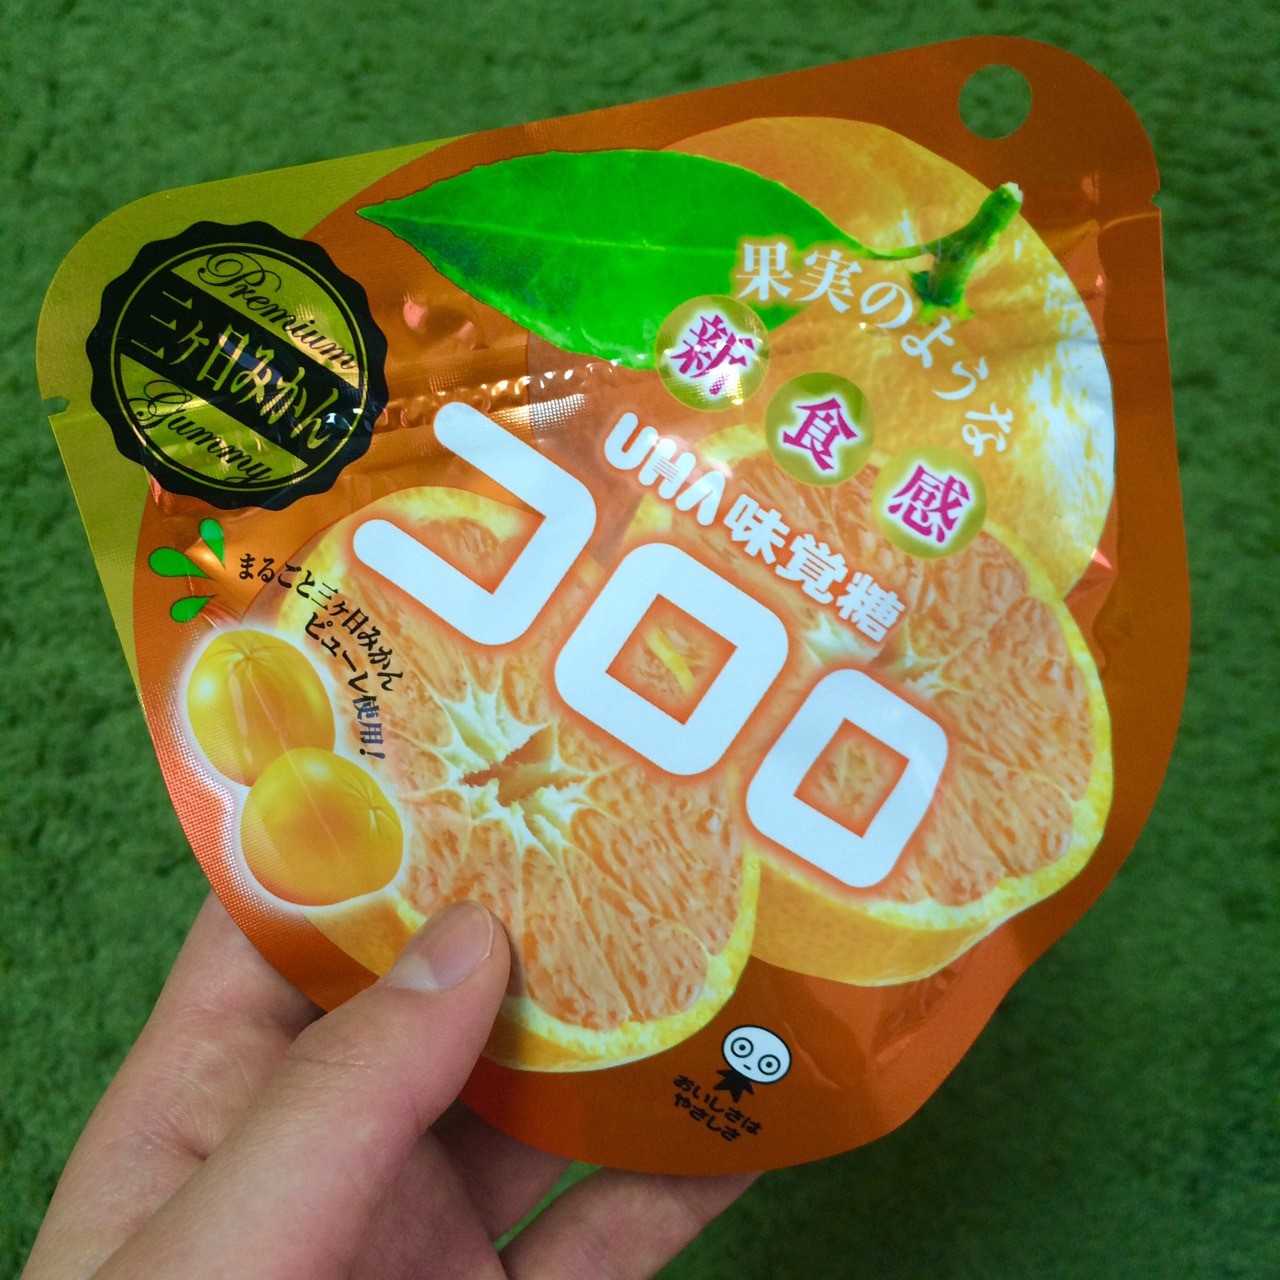 Premium
三ヶ日みかん
Gummy
果実のような
新食感
UHA味覚糖
コロロ
まるごと三ヶ日みかん
ピューレ使用!
おいしさは
やさしさ